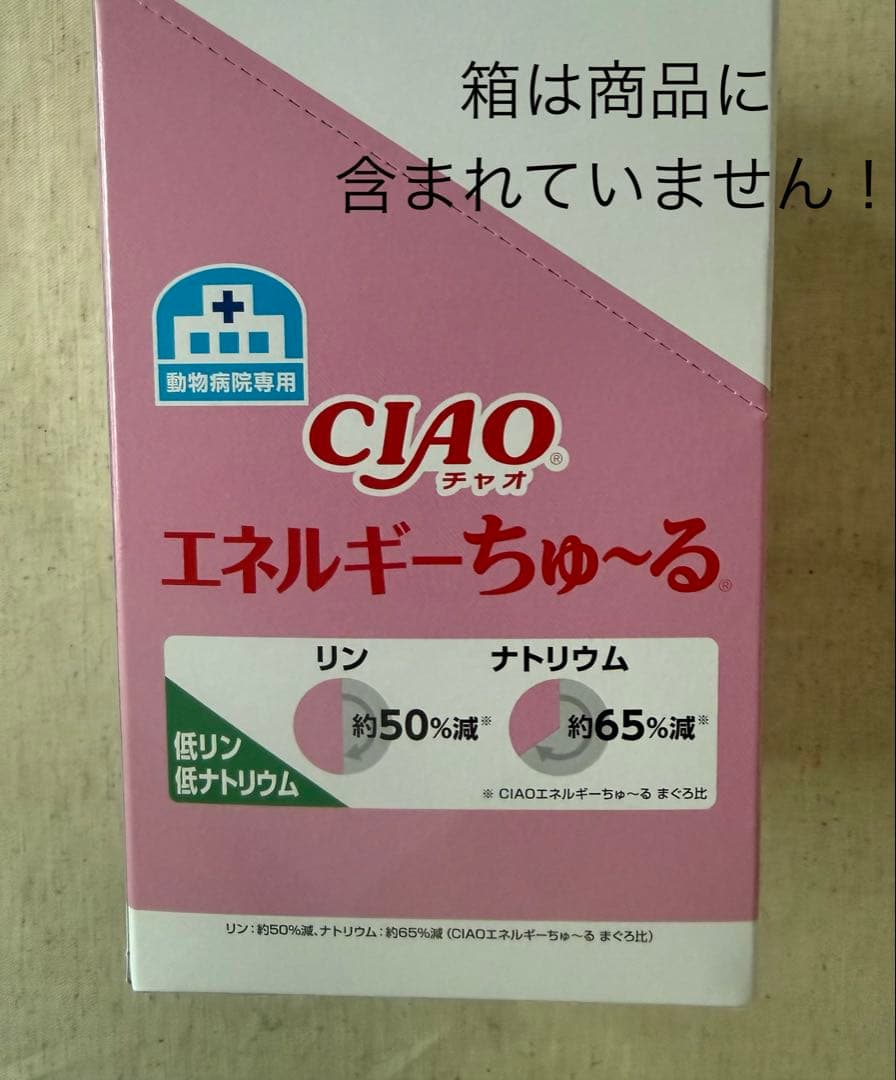 箱は商品に
含まれていません！
動物病院専用
CIAO®
チャオ
エネルギーちゅ～る®
リン
ナトリウム
約50%減※
約65%減※
低リン
低ナトリウム
※ CIAOエネルギーちゅ～る まぐろ比
リン:約50%減、ナトリウム:約65%減 (CIAOエネルギーちゅ～る まぐろ比)